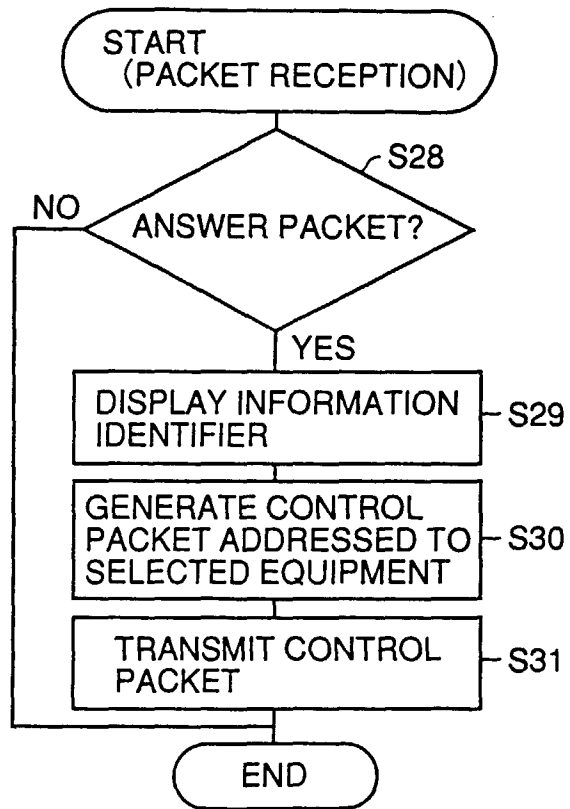 START
(PACKET RECEPTION)
S28
NO
ANSWER PACKET?
YES
DISPLAY INFORMATION
IDENTIFIER
S29
GENERATE CONTROL
PACKET ADDRESSED TO
SELECTED EQUIPMENT
S30
TRANSMIT CONTROL
PACKET
S31
END